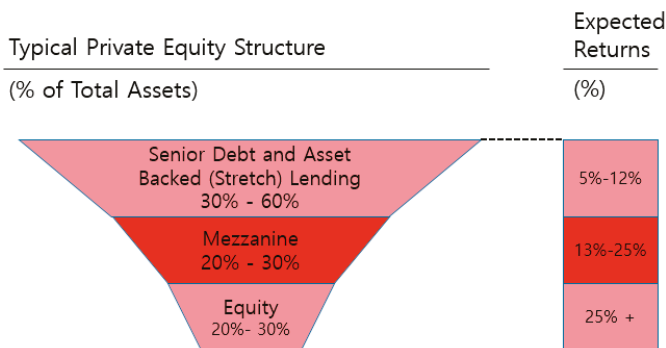 Typical Private Equity Structure
(% of Total Assets)
Expected
Returns
(%)
Senior Debt and Asset
Backed (Stretch) Lending
30% - 60%
5%-12%
Mezzanine
20% - 30%
13%-25%
Equity
20%- 30%
25% +